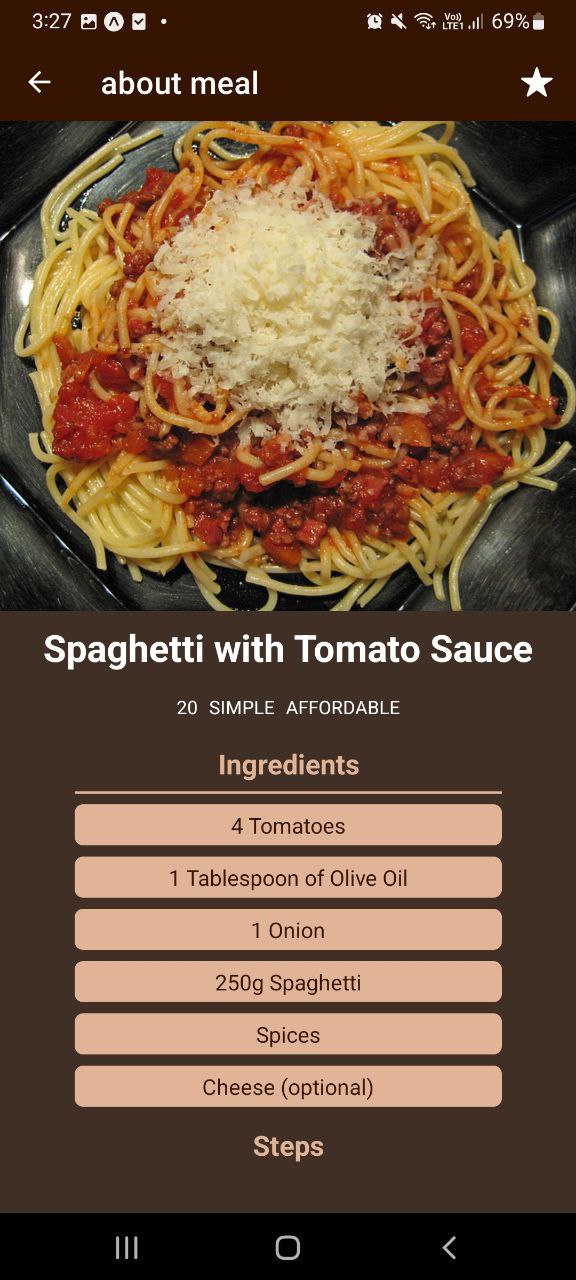 3:27
Vo))
LTE1
69%
about meal
Spaghetti with Tomato Sauce
20 SIMPLE AFFORDABLE
Ingredients
4 Tomatoes
1 Tablespoon of Olive Oil
1 Onion
250g Spaghetti
Spices
Cheese (optional)
Steps